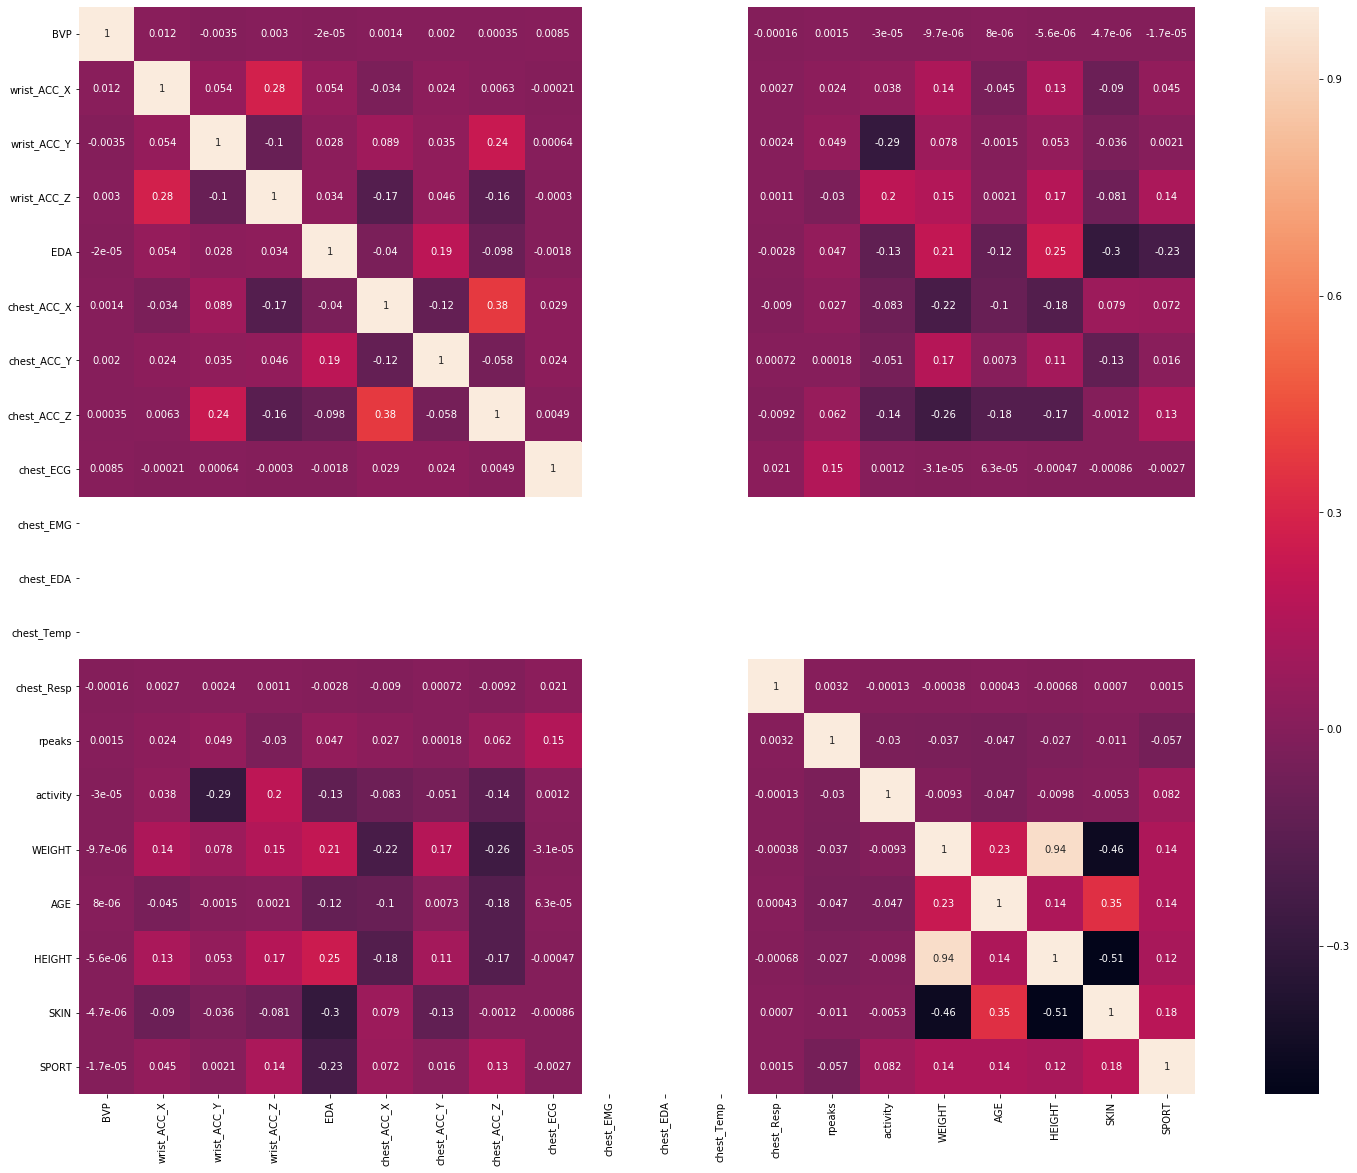 BVP 1 0.012 -0.0035 0.003 -2e-05 0.0014 0.002 0.00035 0.0085 -0.00016 0.0015 -3e-05 -9.7e-06 8e-06 -5.6e-06 -4.7e-06 -1.7e-05
0.9
wrist_ACC_X 0.012 1 0.054 0.28 0.054 -0.034 0.024 0.0063 -0.00021 0.0027 0.024 0.038 0.14 -0.045 0.13 -0.09 0.045
wrist_ACC_Y -0.0035 0.054 1 -0.1 0.028 0.089 0.035 0.24 0.00064 0.0024 0.049 -0.29 0.078 -0.0015 0.053 -0.036 0.0021
wrist_ACC_Z 0.003 0.28 -0.1 1 0.034 -0.17 0.046 -0.16 -0.0003 0.0011 -0.03 0.2 0.15 0.0021 0.17 -0.081 0.14
EDA -2e-05 0.054 0.028 0.034 1 -0.04 0.19 -0.098 -0.0018 -0.0028 0.047 -0.13 0.21 -0.12 0.25 -0.3 -0.23
0.6
chest_ACC_X 0.0014 -0.034 0.089 -0.17 -0.04 1 -0.12 0.38 0.029 -0.009 0.027 -0.083 -0.22 -0.1 -0.18 0.079 0.072
chest_ACC_Y 0.002 0.024 0.035 0.046 0.19 -0.12 1 -0.058 0.024 0.00072 0.00018 -0.051 0.17 0.0073 0.11 -0.13 0.016
chest_ACC_Z 0.00035 0.0063 0.24 -0.16 -0.098 0.38 -0.058 1 0.0049 -0.0092 0.062 -0.14 -0.26 -0.18 -0.17 -0.0012 0.13
chest_ECG 0.0085 -0.00021 0.00064 -0.0003 -0.0018 0.029 0.024 0.0049 1 0.021 0.15 0.0012 -3.1e-05 6.3e-05 -0.00047 -0.00086 -0.0027
0.3
chest_EMG
chest_EDA
chest_Temp
chest_Resp -0.00016 0.0027 0.0024 0.0011 -0.0028 -0.009 0.00072 -0.0092 0.021 1 0.0032 -0.00013 -0.00038 0.00043 -0.00068 0.0007 0.0015
0.0
rpeaks 0.0015 0.024 0.049 -0.03 0.047 0.027 0.00018 0.062 0.15 0.0032 1 -0.03 -0.037 -0.047 -0.027 -0.011 -0.057
activity -3e-05 0.038 -0.29 0.2 -0.13 -0.083 -0.051 -0.14 0.0012 -0.00013 -0.03 1 -0.0093 -0.047 -0.0098 -0.0053 0.082
WEIGHT -9.7e-06 0.14 0.078 0.15 0.21 -0.22 0.17 -0.26 -3.1e-05 -0.00038 -0.037 -0.0093 1 0.23 0.94 -0.46 0.14
AGE 8e-06 -0.045 -0.0015 0.0021 -0.12 -0.1 0.0073 -0.18 6.3e-05 0.00043 -0.047 -0.047 0.23 1 0.14 0.35 0.14
−0.3
HEIGHT -5.6e-06 0.13 0.053 0.17 0.25 -0.18 0.11 -0.17 -0.00047 -0.00068 -0.027 -0.0098 0.94 0.14 1 -0.51 0.12
SKIN -4.7e-06 -0.09 -0.036 -0.081 -0.3 0.079 -0.13 -0.0012 -0.00086 0.0007 -0.011 -0.0053 -0.46 0.35 -0.51 1 0.18
SPORT -1.7e-05 0.045 0.0021 0.14 -0.23 0.072 0.016 0.13 -0.0027 0.0015 -0.057 0.082 0.14 0.14 0.12 0.18 1
BVP wrist_ACC_X wrist_ACC_Y wrist_ACC_Z EDA chest_ACC_X chest_ACC_Y chest_ACC_Z chest_ECG chest_EMG chest_EDA chest_Temp chest_Resp rpeaks activity WEIGHT AGE HEIGHT SKIN SPORT